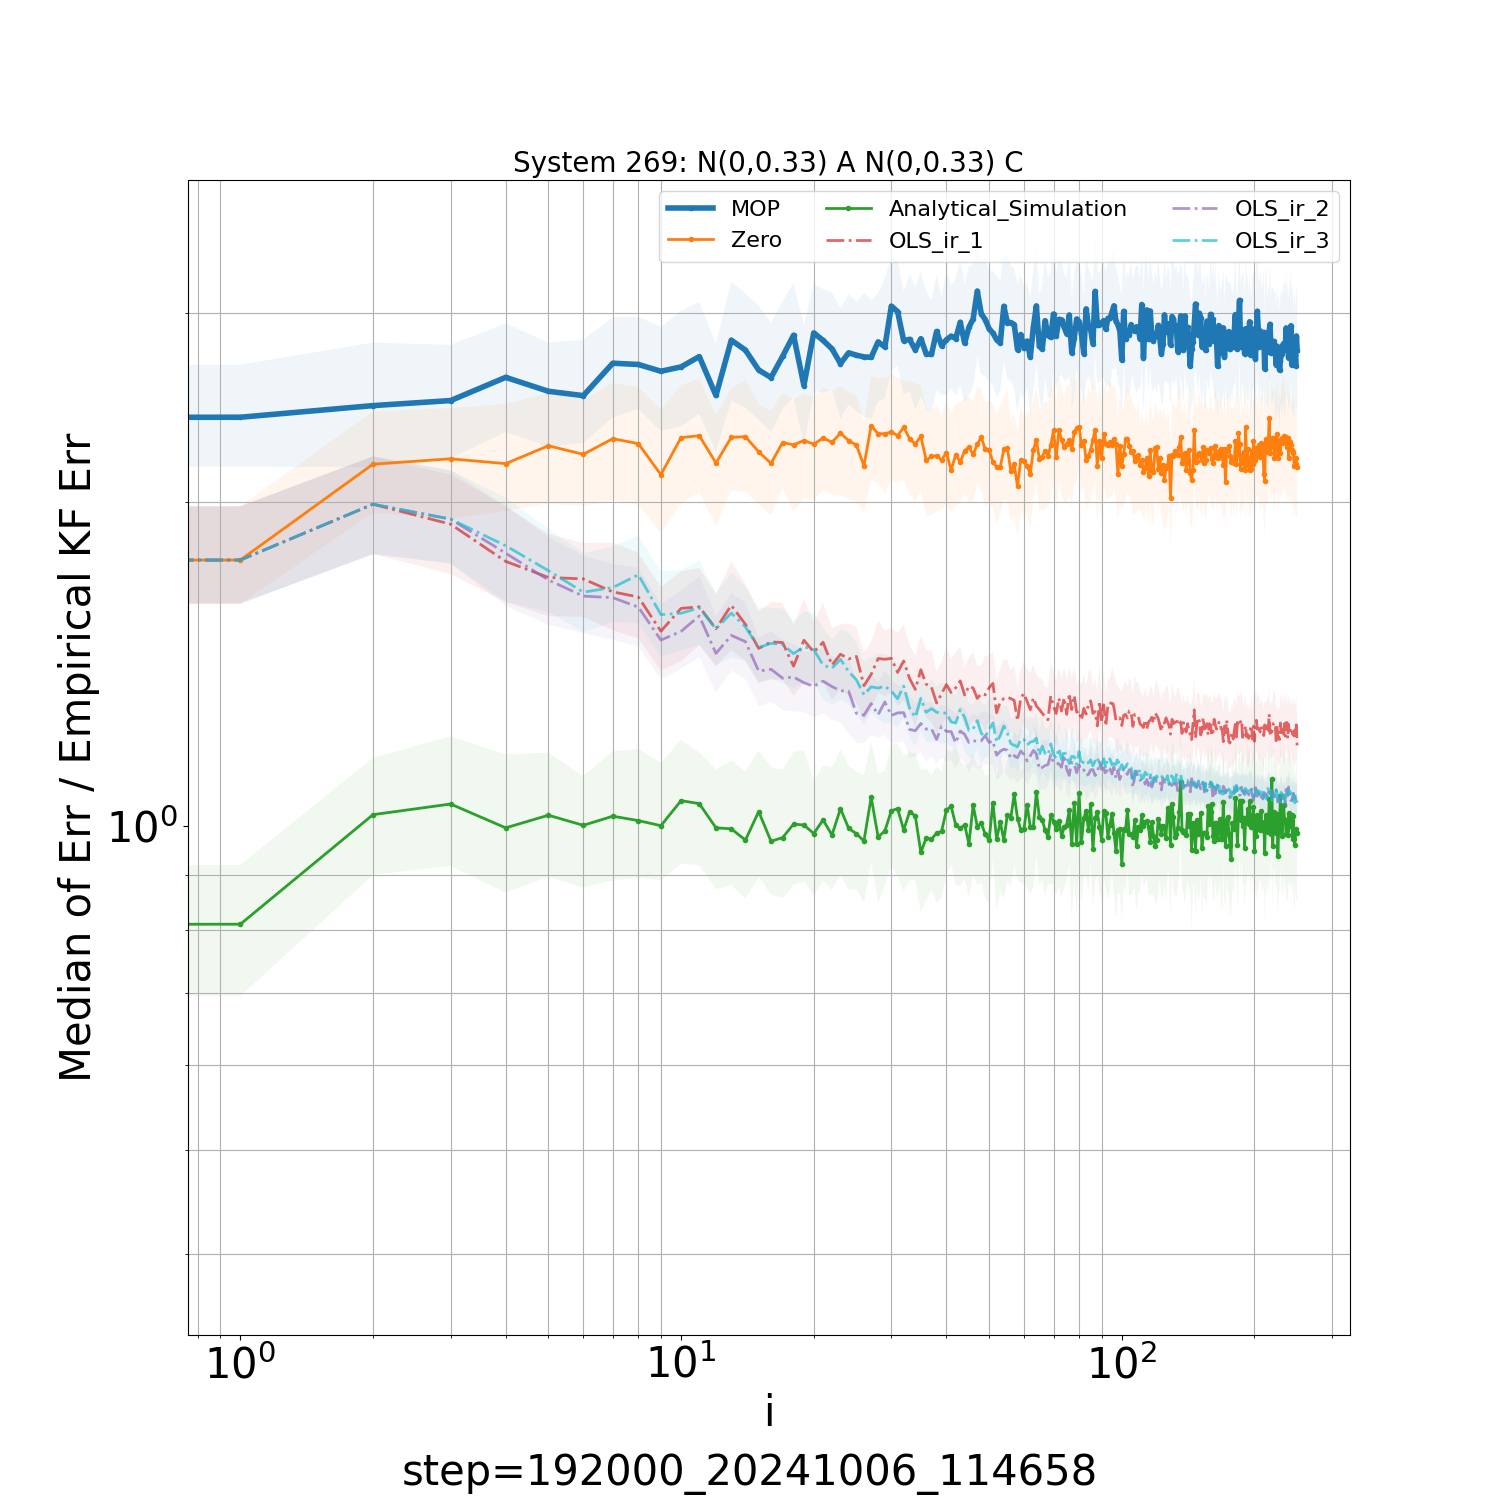 System 269: N(0,0.33) A N(0,0.33) C
MOP
Zero
Analytical_Simulation
OLS_ir_1
OLS_ir_2
OLS_ir_3
Median of Err / Empirical KF Err
10⁰
10⁰ 10¹ 10²
i
step=192000_20241006_114658